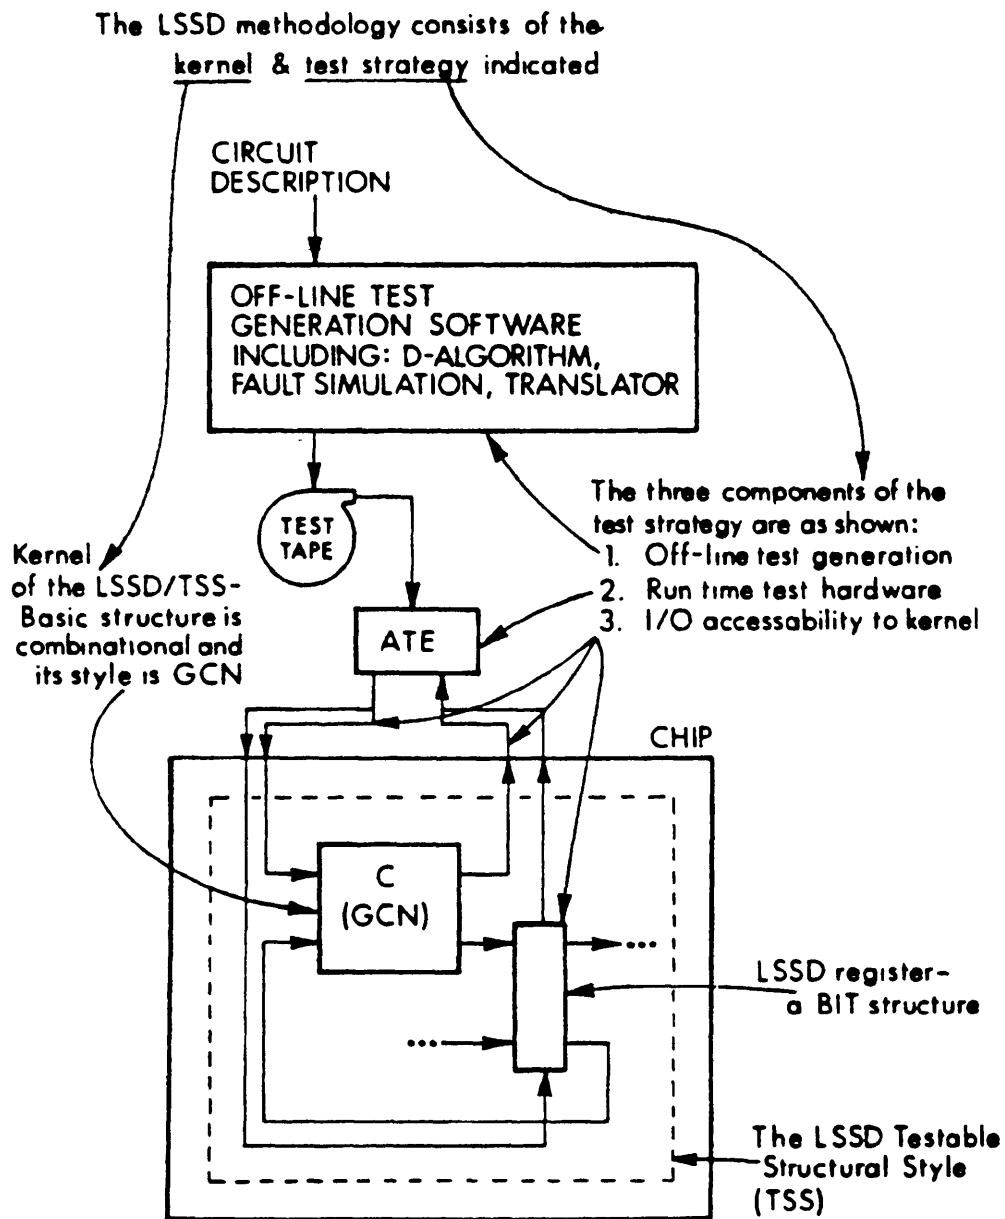 The LSSD methodology consists of the
kernel & test strategy indicated
CIRCUIT
DESCRIPTION
OFF-LINE TEST
GENERATION SOFTWARE
INCLUDING: D-ALGORITHM,
FAULT SIMULATION, TRANSLATOR
TEST
TAPE
The three components of the
test strategy are as shown:
1. Off-line test generation
2. Run time test hardware
3. I/O accessability to kernel
Kernel
of the LSSD/TSS-
Basic structure is
combinational and
its style is GCN
ATE
CHIP
C
(GCN)
...
LSSD register-
a BIT structure
...
The LSSD Testable
Structural Style
(TSS)